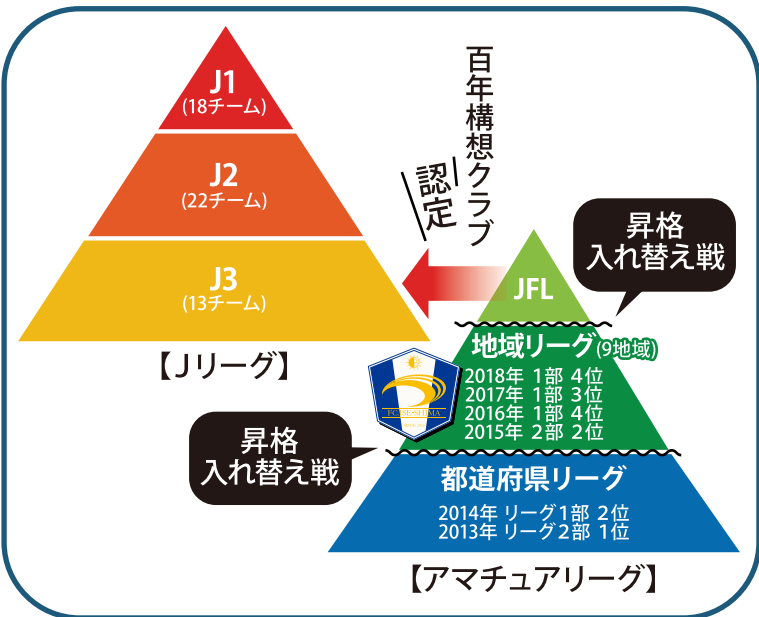 J1
(18チーム)
J2
(22チーム)
J3
(13チーム)
【Jリーグ】
百年構想クラブ
認定
昇格
入れ替え戦
JFL
地域リーグ(9地域)
2018年 1部 4位
2017年 1部 3位
2016年 1部 4位
2015年 2部 2位
FC.ISE-SHIMA
昇格
入れ替え戦
都道府県リーグ
2014年 リーグ1部 2位
2013年 リーグ2部 1位
【アマチュアリーグ】